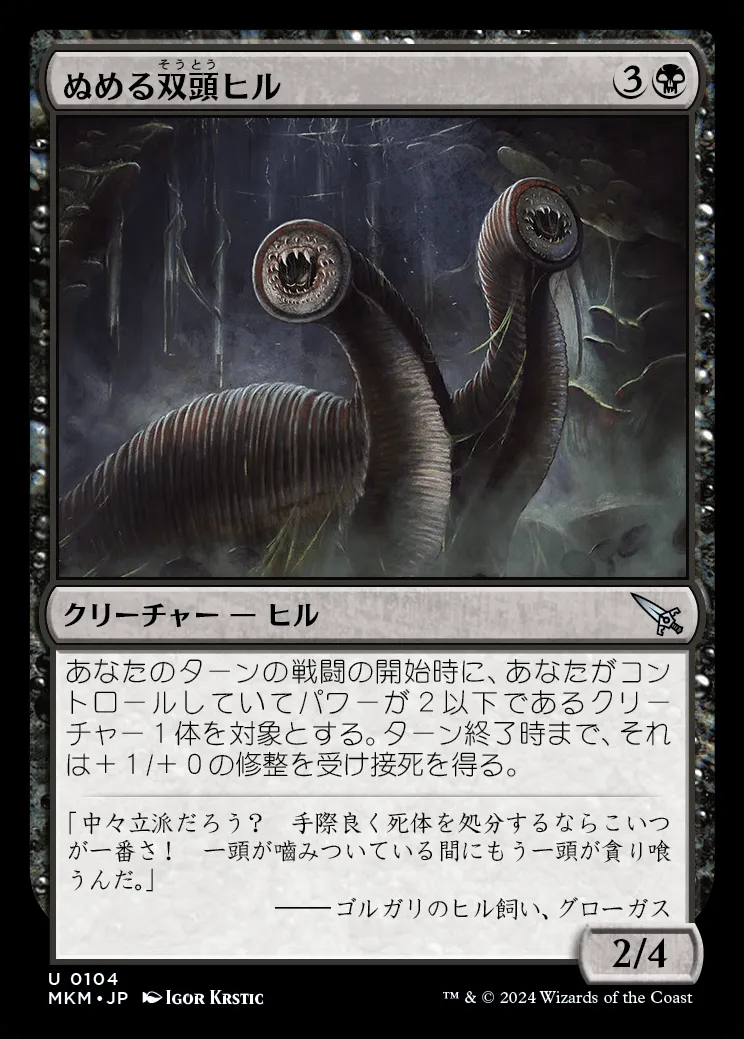 そうとう
ぬめる双頭ヒル
3
クリーチャー — ヒル
あなたのターンの戦闘の開始時に、あなたがコン
トロールしていてパワーが２以下であるクリー
チャー１体を対象とする。ターン終了時まで、それ
は＋１/＋０の修整を受け接死を得る。
「中々立派だろう？　手際良く死体を処分するならこいつ
が一番さ！　一頭が嚙みついている間にもう一頭が貪り喰
うんだ。」
――ゴルガリのヒル飼い、グローガス
2/4
U 0104
MKM • JP Igor Krstic
™ & © 2024 Wizards of the Coast